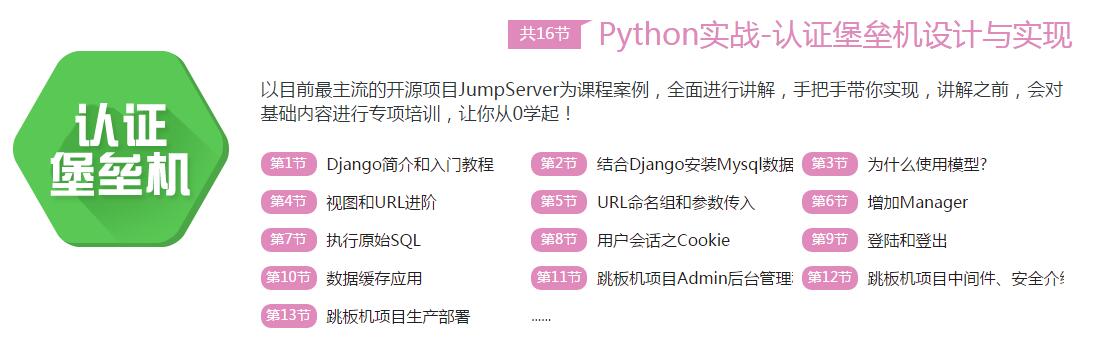 共16节 Python实战-认证堡垒机设计与实现
认证
堡垒机
以目前最主流的开源项目JumpServer为课程案例，全面进行讲解，手把手带你实现，讲解之前，会对
基础内容进行专项培训，让你从0学起！
第1节 Django简介和入门教程 第2节 结合Django安装Mysql数据 第3节 为什么使用模型?
第4节 视图和URL进阶 第5节 URL命名组和参数传入 第6节 增加Manager
第7节 执行原始SQL 第8节 用户会话之Cookie 第9节 登陆和登出
第10节 数据缓存应用 第11节 跳板机项目Admin后台管理 第12节 跳板机项目中间件、安全介
第13节 跳板机项目生产部署 ......